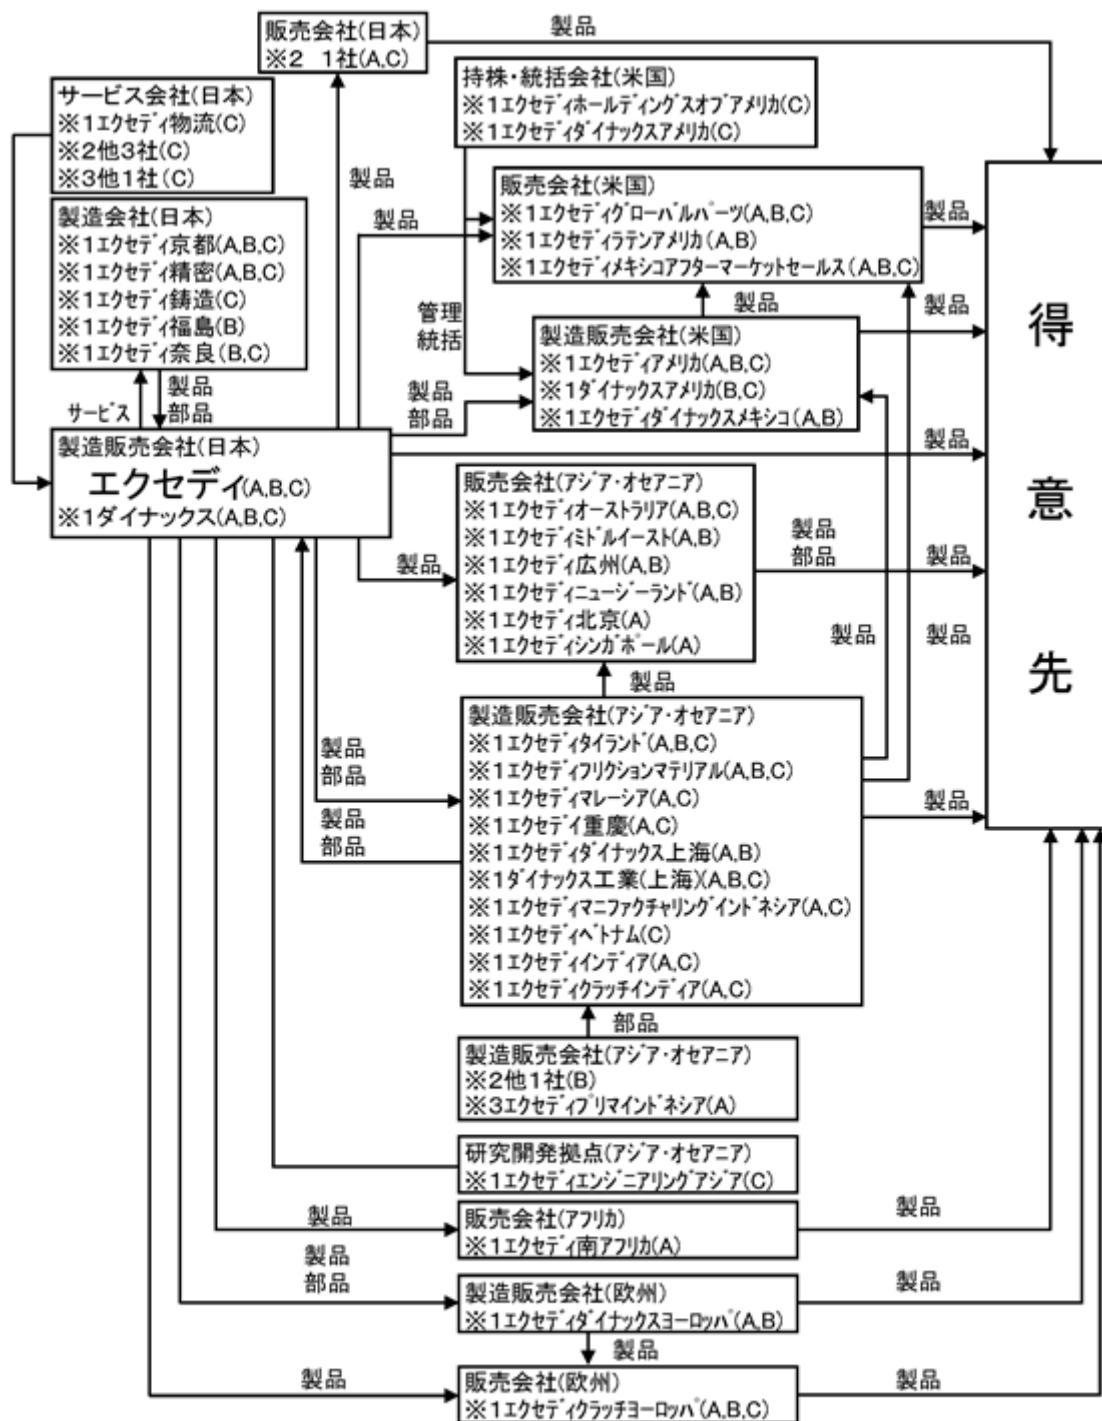 販売会社(日本)
※2 1社(A,C)
製品
サービス会社(日本)
※1エクセディ物流(C)
※2他3社(C)
※3他1社(C)
持株・統括会社(米国)
※1エクセディホールディングスオブアメリカ(C)
※1エクセディダイナックスアメリカ(C)
製品
製品
販売会社(米国)
※1エクセディグローバルパーツ(A,B,C)
※1エクセディラテンアメリカ(A,B)
※1エクセディメキシコアフターマーケットセールス(A,B,C)
製品
製造会社(日本)
※1エクセディ京都(A,B,C)
※1エクセディ精密(A,B,C)
※1エクセディ鋳造(C)
※1エクセディ福島(B)
※1エクセディ奈良(B,C)
管理
統括
製品
製造販売会社(米国)
※1エクセディアメリカ(A,B,C)
※1ダイナックスアメリカ(B,C)
※1エクセディダイナックスメキシコ(A,B)
製品
得意先
サービス
製品
部品
製品
部品
製造販売会社(日本)
エクセディ(A,B,C)
※1ダイナックス(A,B,C)
製品
販売会社(アジア・オセアニア)
※1エクセディオーストラリア(A,B,C)
※1エクセディミドルイースト(A,B)
※1エクセディ広州(A,B)
※1エクセディニュージーランド(A,B)
※1エクセディ北京(A)
※1エクセディシンガポール(A)
製品
製品
部品
製品
製品
製品
製品
製造販売会社(アジア・オセアニア)
※1エクセディタイランド(A,B,C)
※1エクセディフリクションマテリアル(A,B,C)
※1エクセディマレーシア(A,C)
※1エクセディ重慶(A,C)
※1エクセディダイナックス上海(A,B)
※1ダイナックス工業(上海)(A,B,C)
※1エクセディマニファクチャリングインドネシア(A,C)
※1エクセディベトナム(C)
※1エクセディインディア(A,C)
※1エクセディクラッチインディア(A,C)
製品
部品
製品
部品
製品
部品
製造販売会社(アジア・オセアニア)
※2他1社(B)
※3エクセディプリマインドネシア(A)
研究開発拠点(アジア・オセアニア)
※1エクセディエンジニアリングアジア(C)
製品
販売会社(アフリカ)
※1エクセディ南アフリカ(A)
製品
製品
部品
製造販売会社(欧州)
※1エクセディダイナックスヨーロッパ(A,B)
製品
製品
製品
販売会社(欧州)
※1エクセディクラッチヨーロッパ(A,B,C)
製品